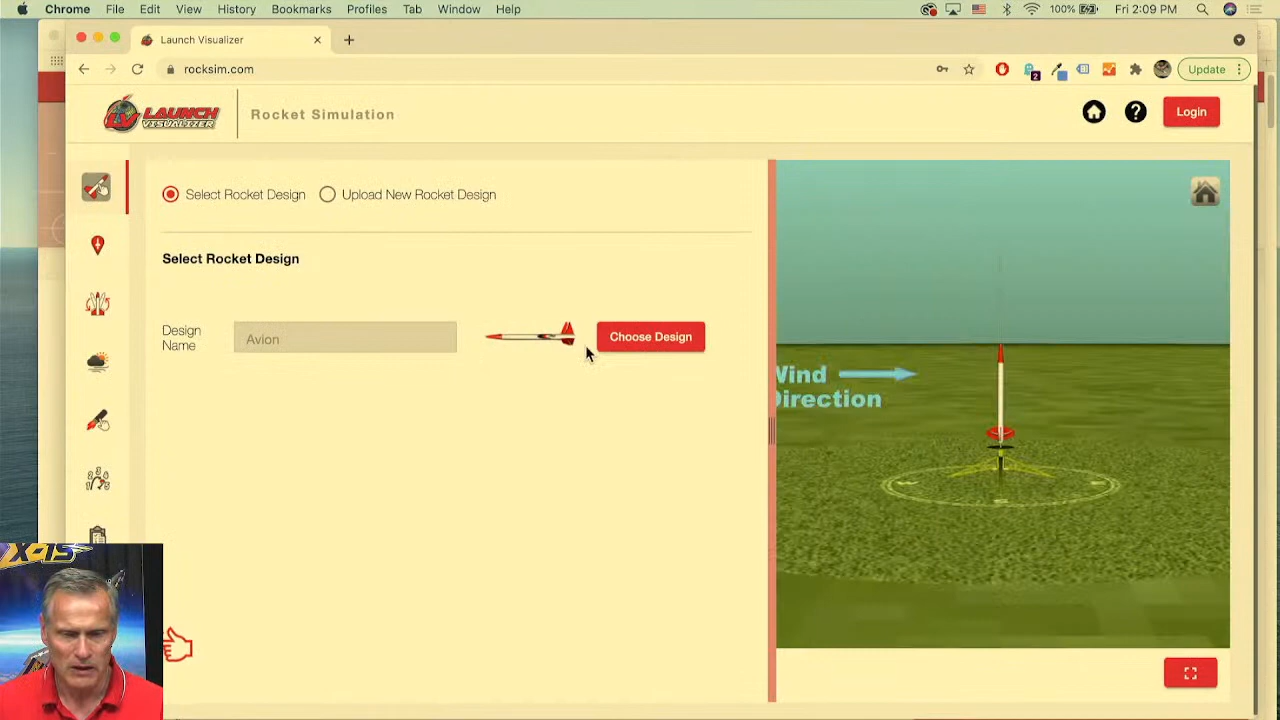 Chrome File Edit View History Bookmarks Profiles Tab Window Help 100% Fri 2:09 PM
Launch Visualizer
rocksim.com 2 Update
LV LAUNCH VISUALIZER Rocket Simulation Login
Select Rocket Design Upload New Rocket Design
Select Rocket Design
Design Name Avion Choose Design
Wind
Direction